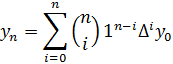 $y_n = \sum_{i=0}^{n} \binom{n}{i} 1^{n-i} \Delta^i y_0$